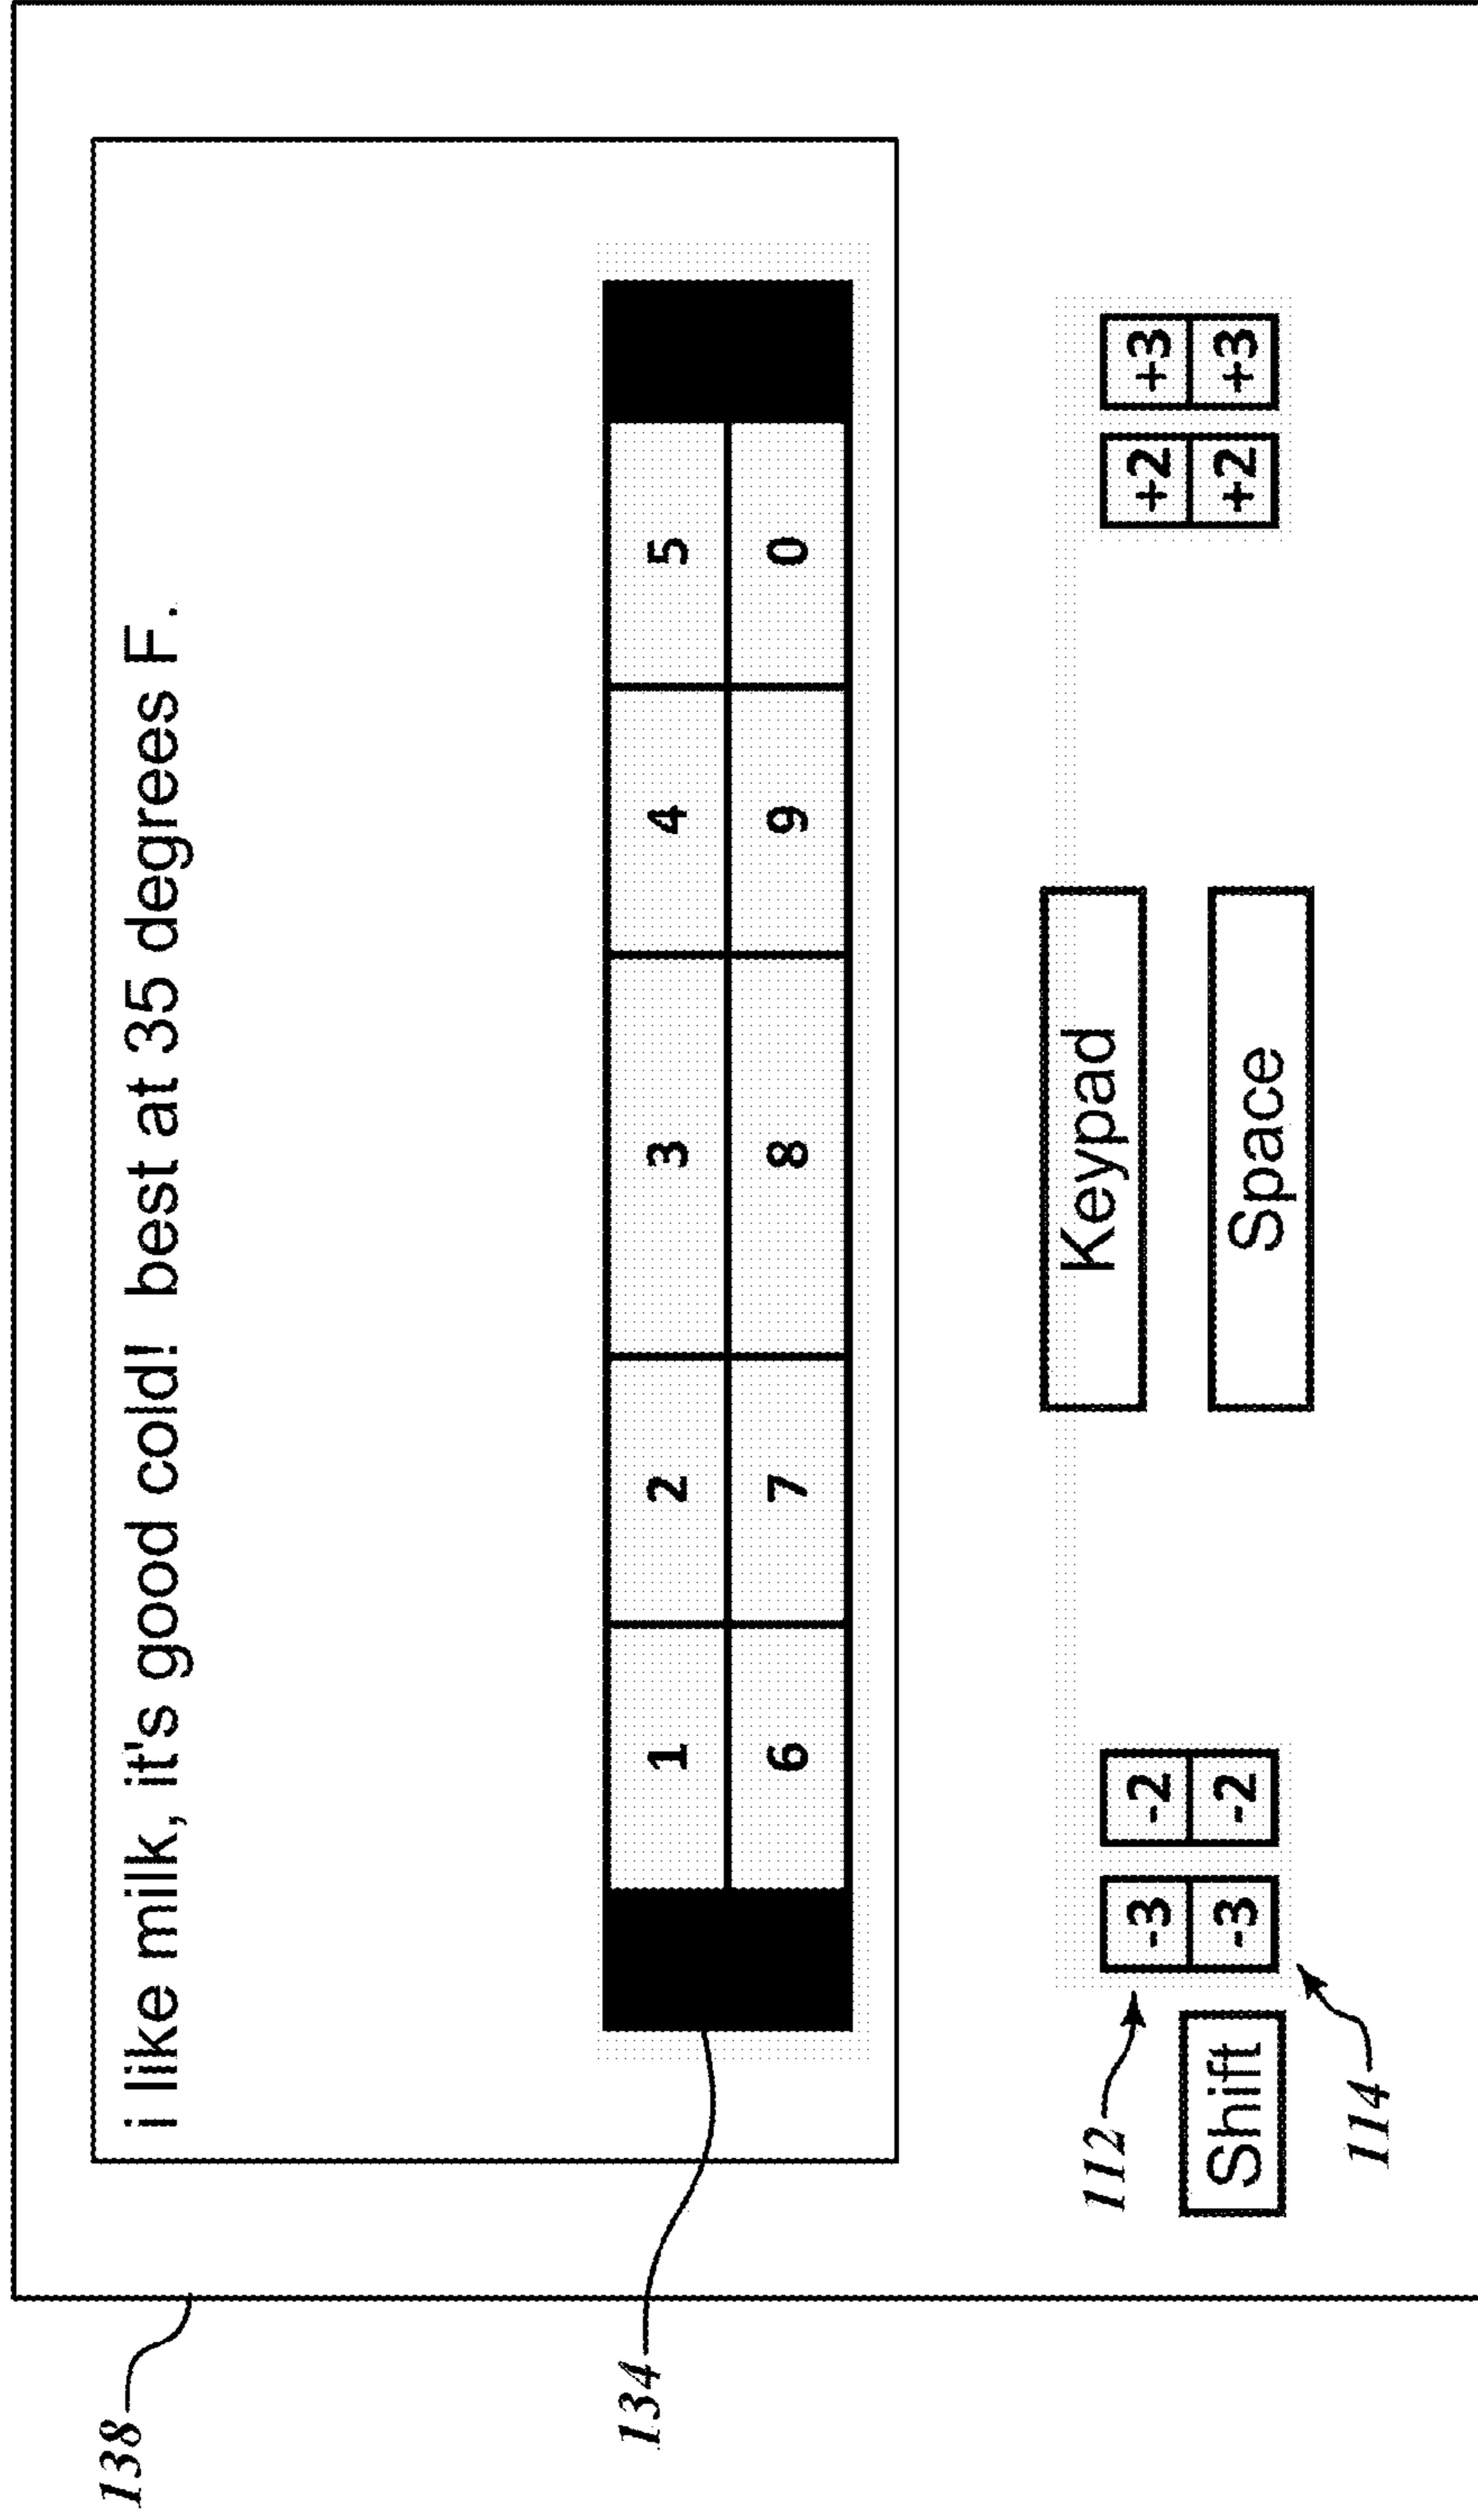 138
i like milk, it's good cold!  best at 35 degrees F.
134
1 2 3 4 5
6 7 8 9 0
112
-3 -2 Keypad +2 +3
Shift -3 -2 Space +2 +3
114